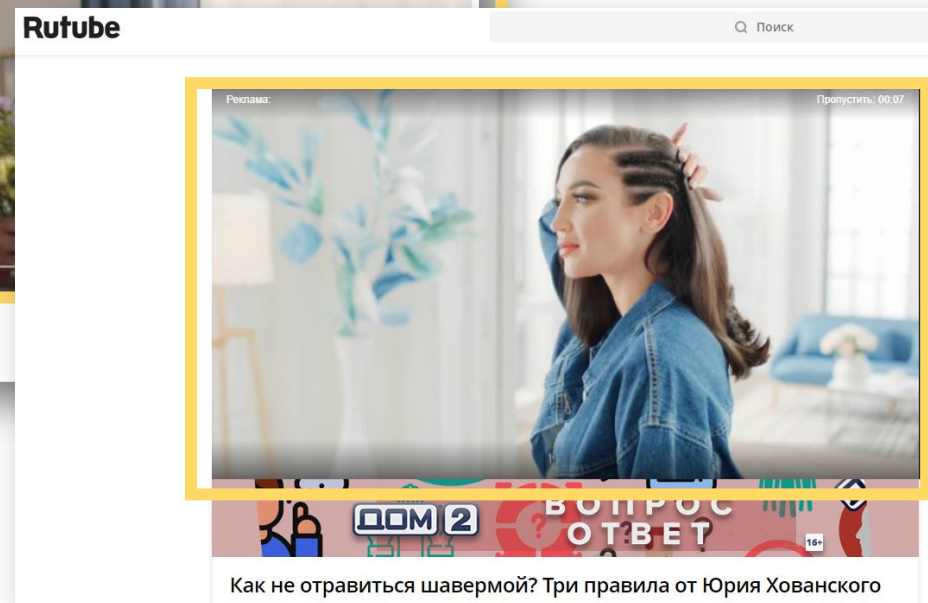 Rutube
Поиск
Реклама:
Пропустить: 00:07
ДОМ 2
ВОПРОС
ОТВЕТ
16+
Как не отравиться шавермой? Три правила от Юрия Хованского